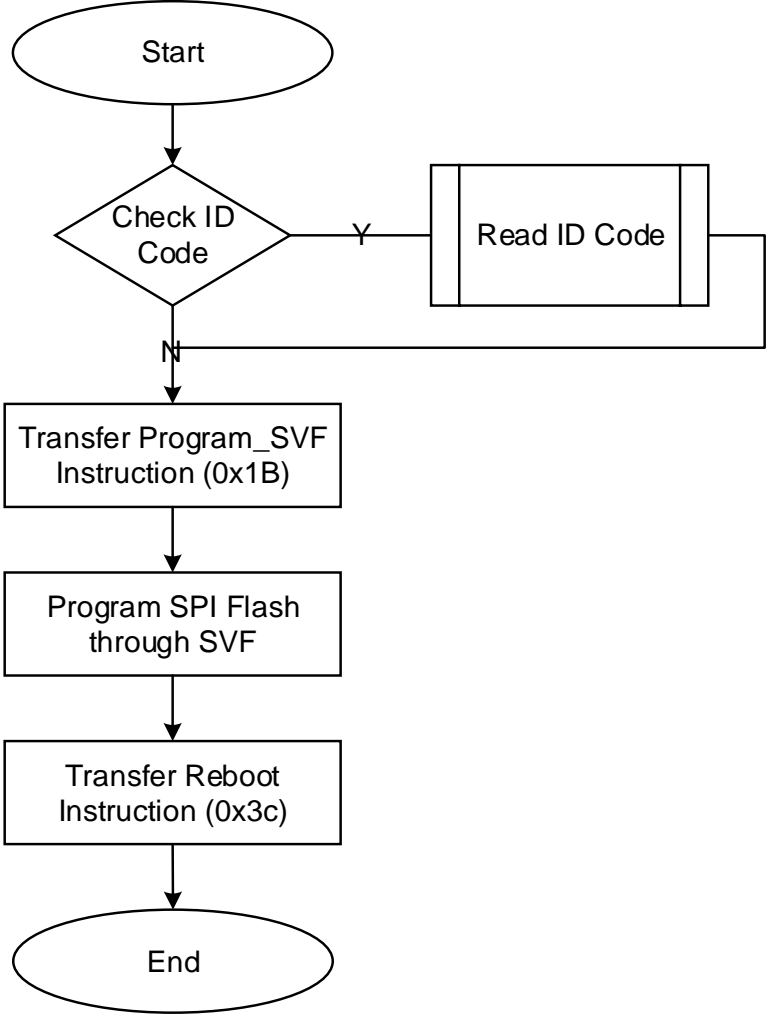 Start
Check ID
Code
Y
Read ID Code
N
Transfer Program_SVF
Instruction (0x1B)
Program SPI Flash
through SVF
Transfer Reboot
Instruction (0x3c)
End